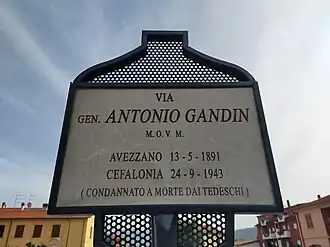 VIA
GEN. ANTONIO GANDIN
M.O.V.M.
AVEZZANO 13-5-1891
CEFALONIA 24-9-1943
( CONDANNATO A MORTE DAI TEDESCHI )